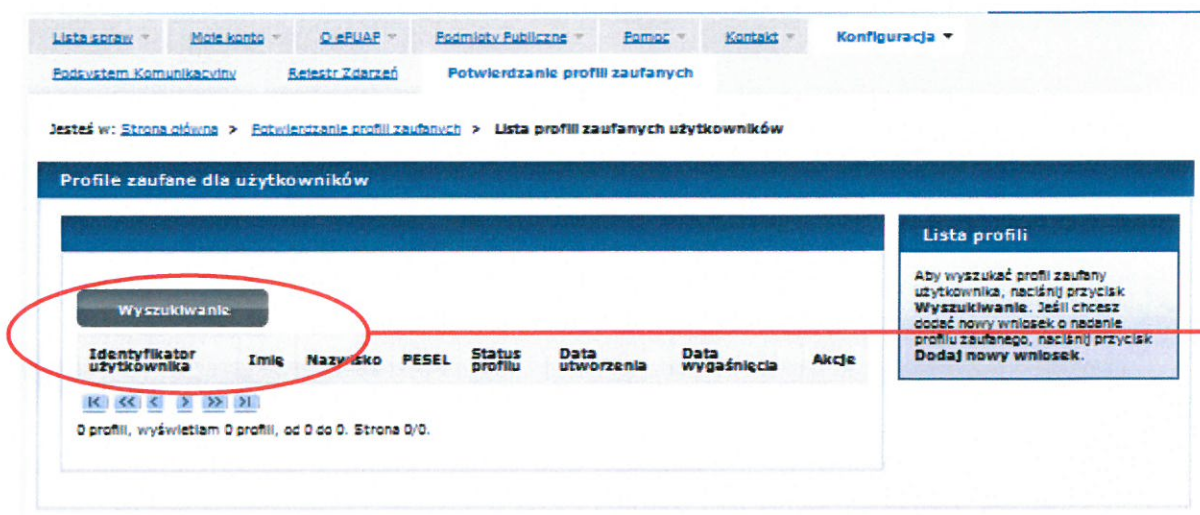 Lista spraw Moje konto O ePUAP Podmioty Publiczne Pomoc Kontakt Konfiguracja
Podsystem Komunikacyjny Rejestr Zdarzeń Potwierdzanie profili zaufanych
Jesteś w: Strona główna > Potwierdzanie profili zaufanych > Lista profili zaufanych użytkowników
Profile zaufane dla użytkowników
Wyszukiwanie
Identyfikator użytkownika Imię Nazwisko PESEL Status profilu Data utworzenia Data wygaśnięcia Akcje
0 profili, wyświetlam 0 profili, od 0 do 0. Strona 0/0.
Lista profili
Aby wyszukać profil zaufany
użytkownika, naciśnij przycisk
Wyszukiwanie. Jeśli chcesz
dodać nowy wniosek o nadanie
profilu zaufanego, naciśnij przycisk
Dodaj nowy wniosek.